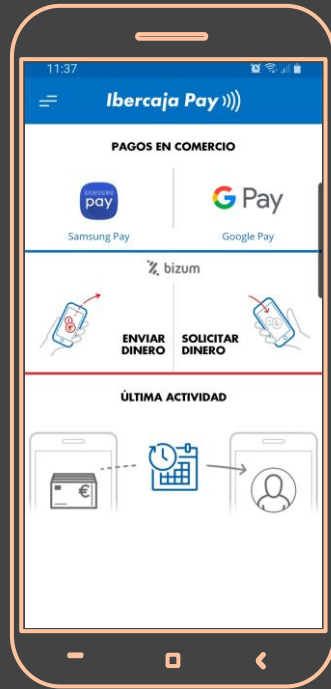 11:37
Ibercaja Pay
PAGOS EN COMERCIO
SAMSUNG
pay
G Pay
Samsung Pay
Google Pay
bizum
ENVIAR
DINERO
SOLICITAR
DINERO
ÚLTIMA ACTIVIDAD
€